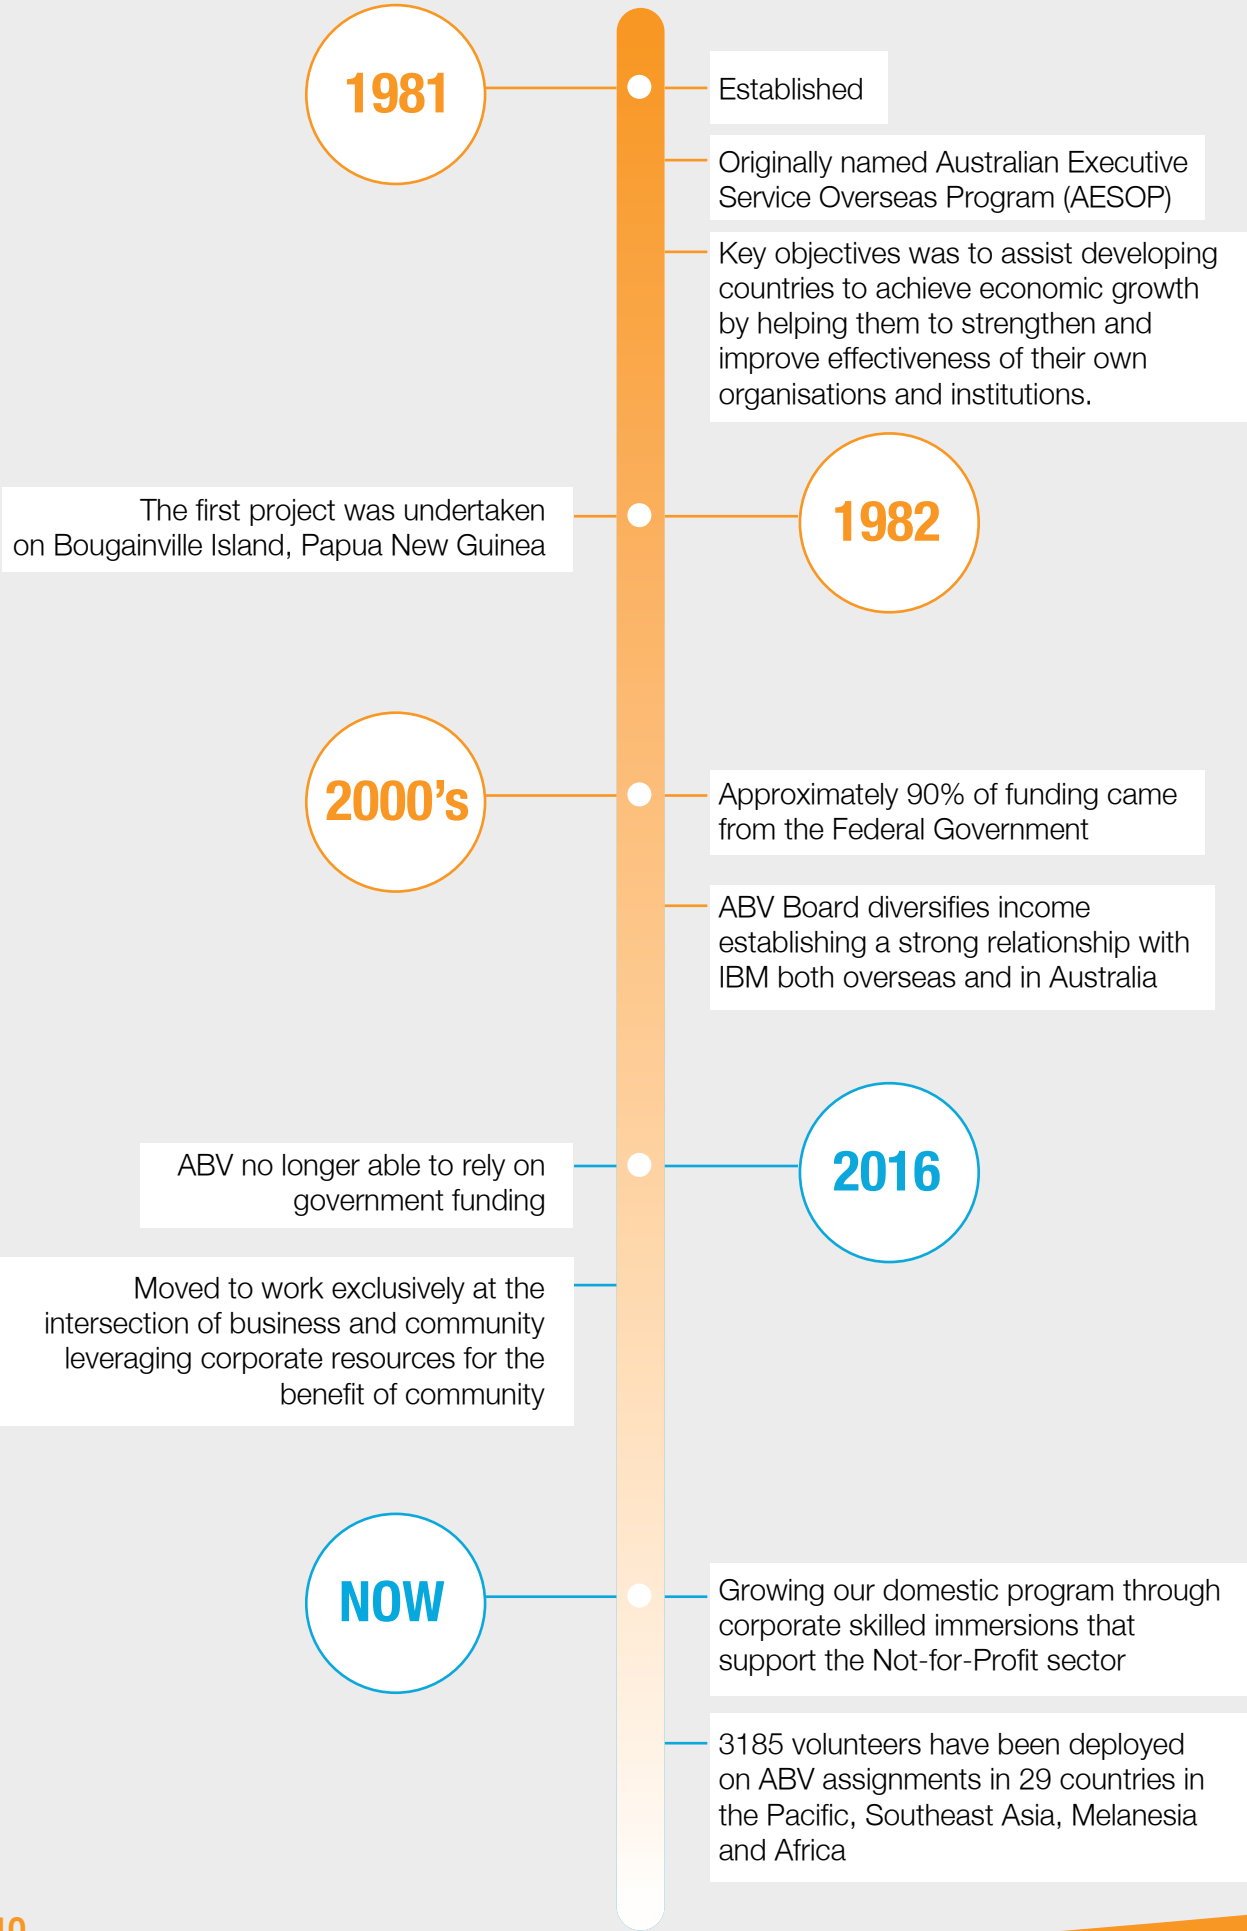 1981
Established
Originally named Australian Executive
Service Overseas Program (AESOP)
Key objectives was to assist developing
countries to achieve economic growth
by helping them to strengthen and
improve effectiveness of their own
organisations and institutions.
The first project was undertaken
on Bougainville Island, Papua New Guinea
1982
2000's
Approximately 90% of funding came
from the Federal Government
ABV Board diversifies income
establishing a strong relationship with
IBM both overseas and in Australia
ABV no longer able to rely on
government funding
2016
Moved to work exclusively at the
intersection of business and community
leveraging corporate resources for the
benefit of community
NOW
Growing our domestic program through
corporate skilled immersions that
support the Not-for-Profit sector
3185 volunteers have been deployed
on ABV assignments in 29 countries in
the Pacific, Southeast Asia, Melanesia
and Africa